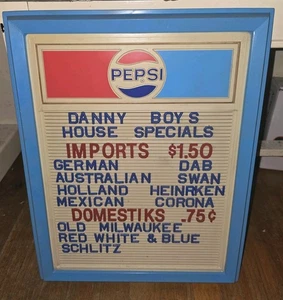 PEPSI
DANNY BOYS
HOUSE SPECIALS
IMPORTS $1.50
GERMAN DAB
AUSTRALIAN SWAN
HOLLAND HEINRKEN
MEXICAN CORONA
DOMESTIKS .75¢
OLD MILWAUKEE
RED WHITE & BLUE
SCHLITZ